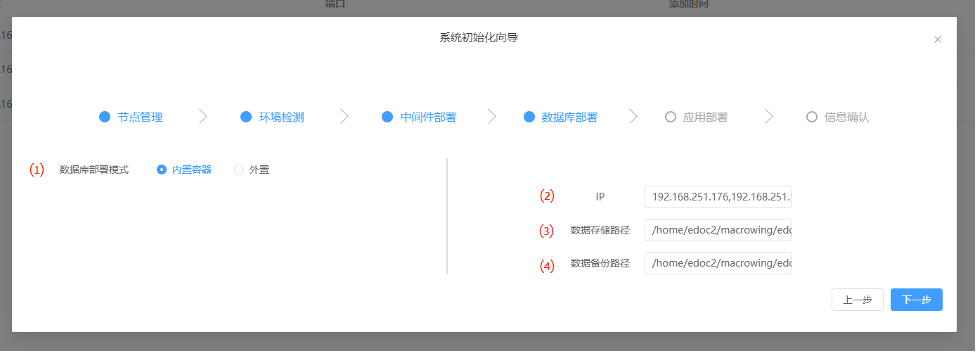 端口 添加时间
系统初始化向导
.16
.16
.16
节点管理 环境检测 中间件部署 数据库部署 应用部署 信息确认
(1) 数据库部署模式 内置容器 外置
(2) IP 192.168.251.176,192.168.251.
(3) 数据存储路径 /home/edoc2/macrowing/edo
(4) 数据备份路径 /home/edoc2/macrowing/edo
上一步 下一步